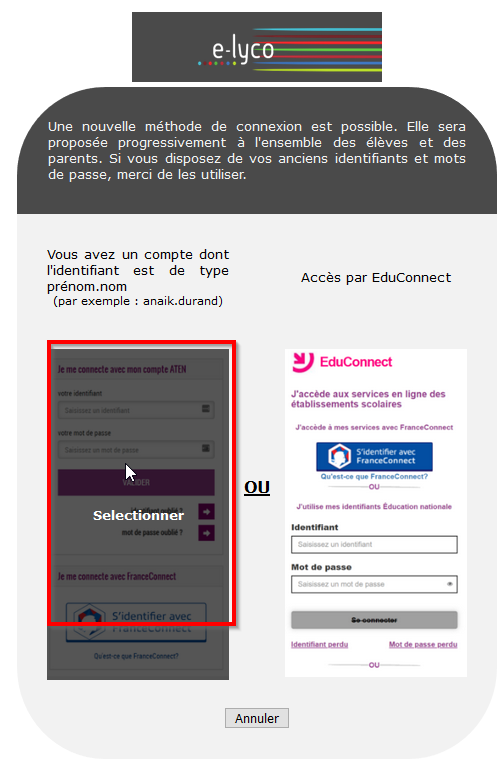 e-lyco
Une nouvelle méthode de connexion est possible. Elle sera
proposée progressivement à l'ensemble des élèves et des
parents. Si vous disposez de vos anciens identifiants et mots
de passe, merci de les utiliser.
Vous avez un compte dont
l'identifiant est de type
prénom.nom
(par exemple : anaik.durand)
Je me connecte avec mon compte ATEN
votre identifiant
Saisissez un identifiant
votre mot de passe
Saisissez un mot de passe
VALIDER
identifiant oublié ?
Selectionner
mot de passe oublié ?
Je me connecte avec FranceConnect
S'identifier avec
FranceConnect
Qu'est-ce que FranceConnect?
OU
Accès par EduConnect
EduConnect
J'accède aux services en ligne des
établissements scolaires
J'accède à mes services avec FranceConnect
S'identifier avec
FranceConnect
Qu'est-ce que FranceConnect?
OU
J'utilise mes identifiants Éducation nationale
Identifiant
Saisissez un identifiant
Mot de passe
Saisissez un mot de passe
Se connecter
Identifiant perdu Mot de passe perdu
OU
Annuler